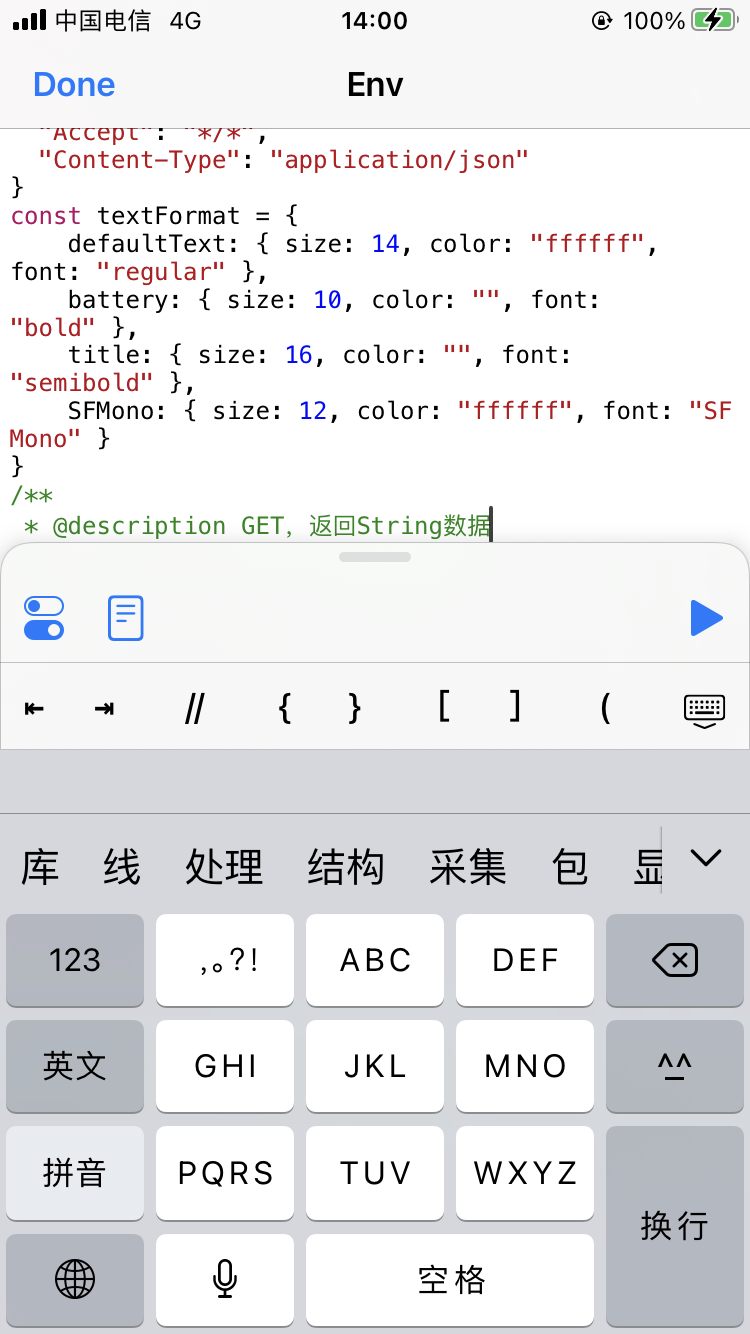 中国电信 4G 14:00 100%
Done Env
"Accept": "*/*",
  "Content-Type": "application/json"
}
const textFormat = {
    defaultText: { size: 14, color: "ffffff",
font: "regular" },
    battery: { size: 10, color: "", font:
"bold" },
    title: { size: 16, color: "", font:
"semibold" },
    SFMono: { size: 12, color: "ffffff", font: "SF
Mono" }
}
/**
 * @description GET，返回String数据
// { } [ ] (
库 线 处理 结构 采集 包 显
123 ,。?! ABC DEF
英文 GHI JKL MNO ^^
拼音 PQRS TUV WXYZ
换行
空格